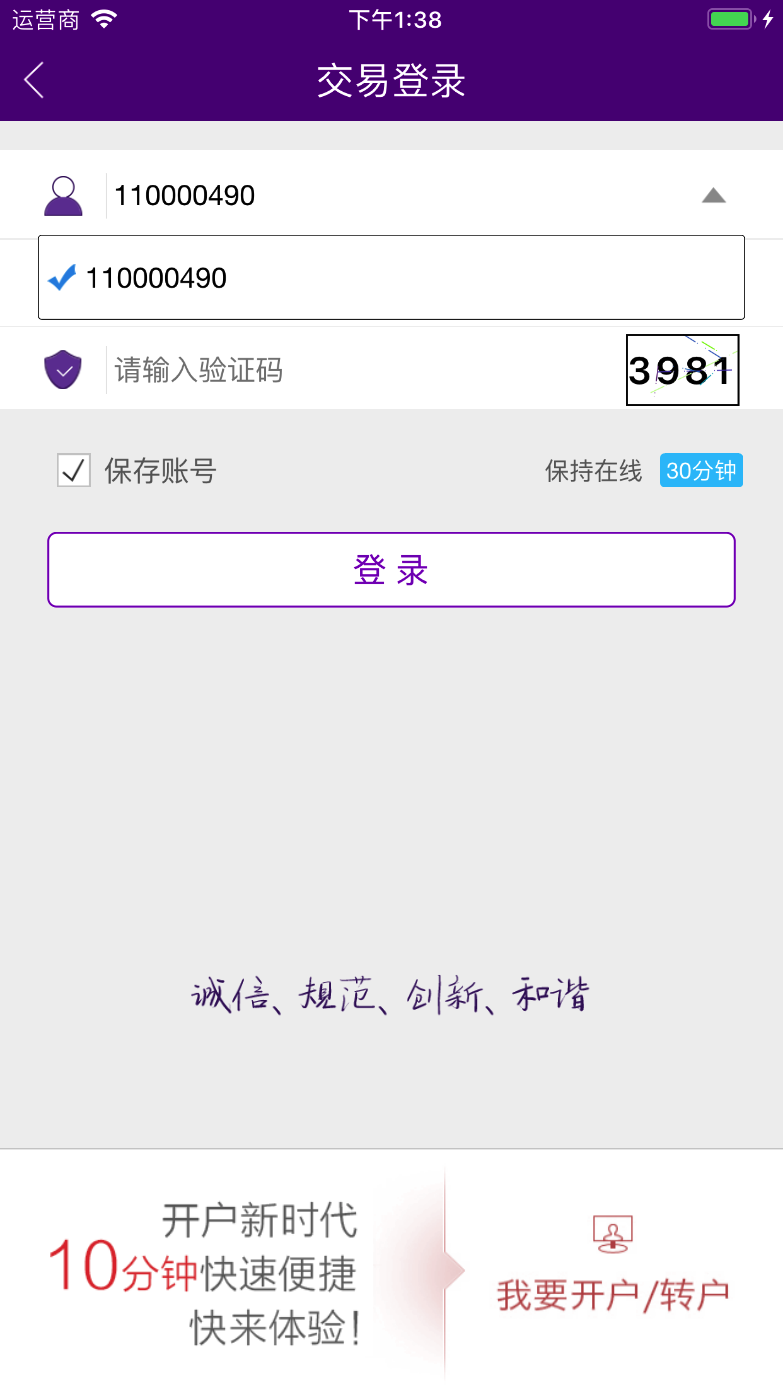 运营商 下午1:38
交易登录
110000490
110000490
请输入验证码 3981
保存账号 保持在线 30分钟
登 录
诚信、规范、创新、和谐
开户新时代
10分钟快速便捷
快来体验!
我要开户/转户